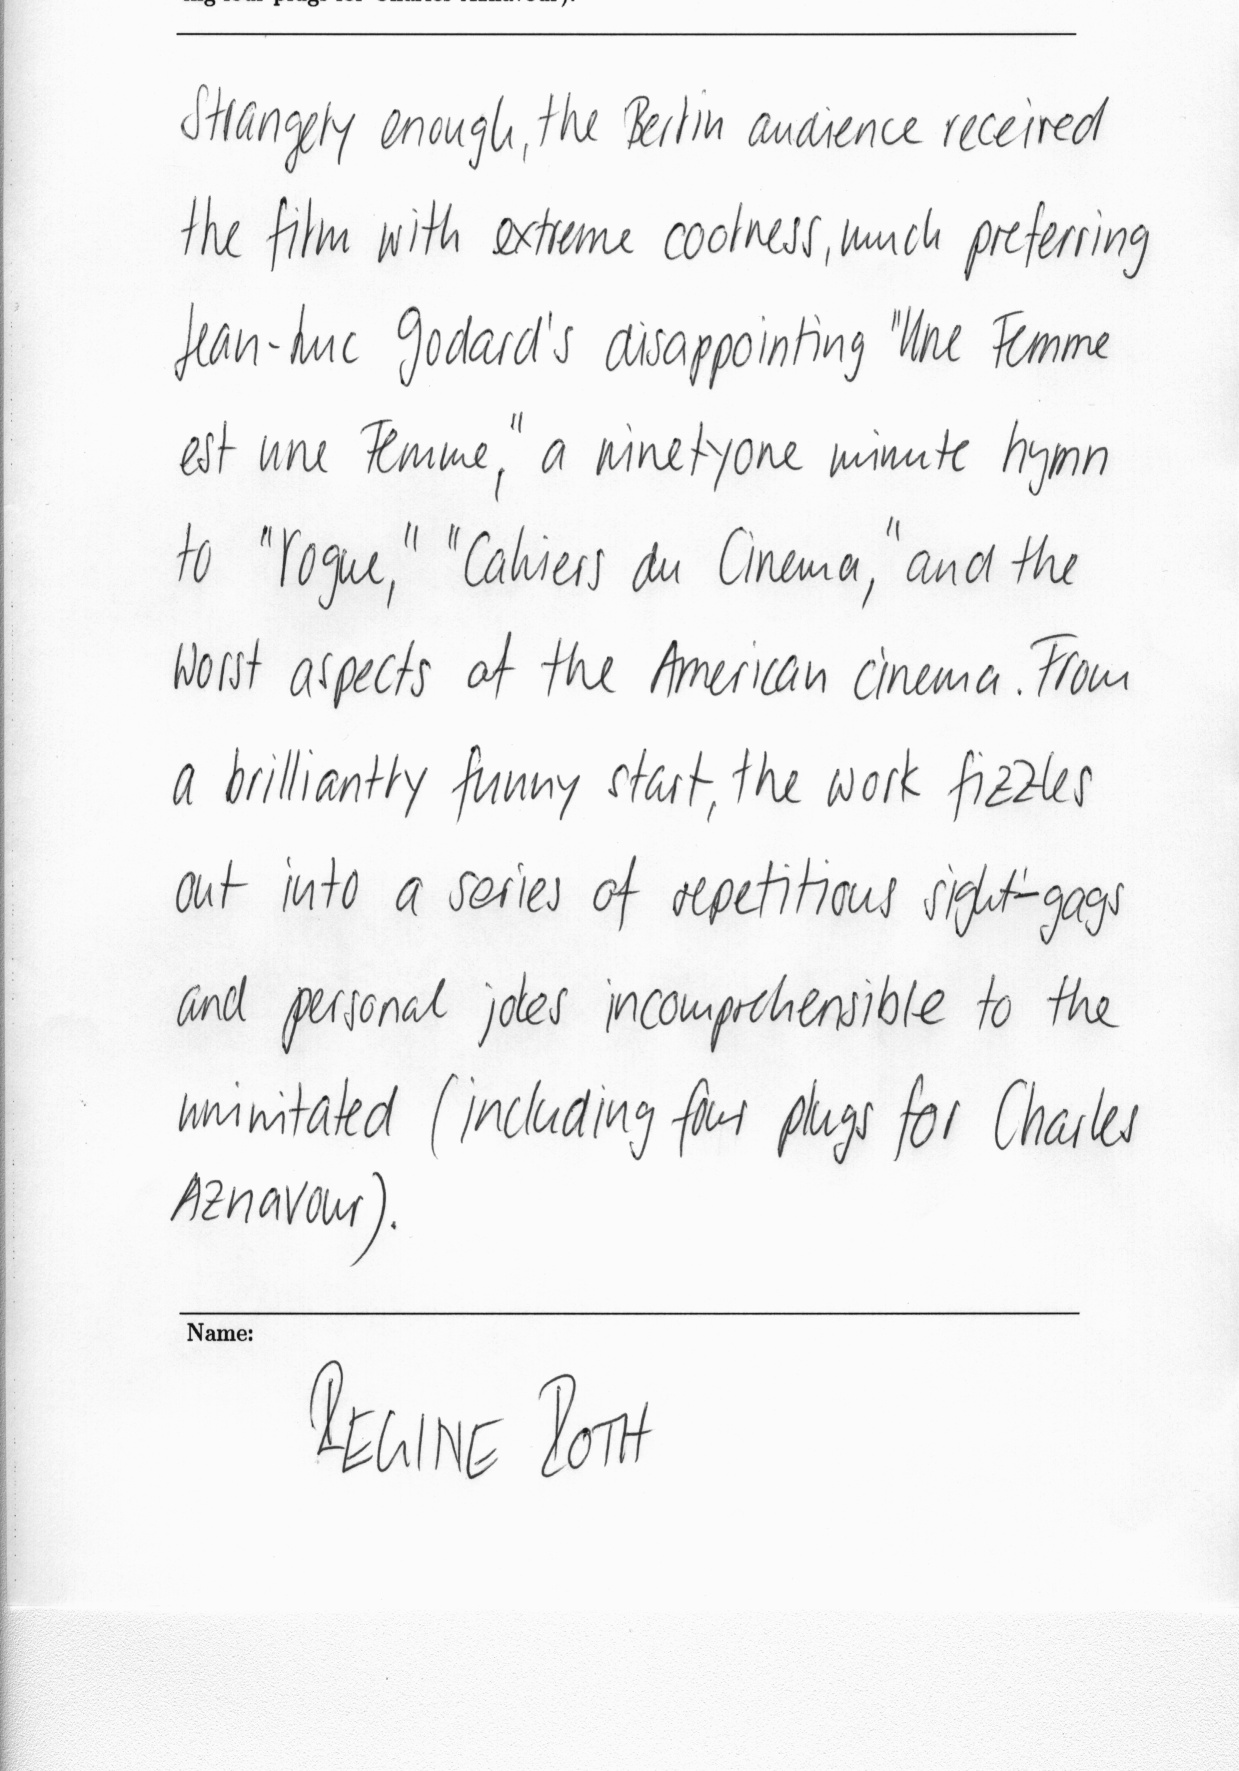 Strangely enough, the Berlin audience received
the film with extreme coolness, much preferring
Jean-Luc Godard's disappointing "Une Femme
est une Femme," a ninetyone minute hymn
to "Vogue," "Cahiers du Cinema," and the
worst aspects of the American cinema. From
a brilliantly funny start, the work fizzles
out into a series of repetitious sight-gags
and personal jokes incomprehensible to the
uninitated (including four plugs for Charles
Aznavour).
Name:
REGINE ROTH